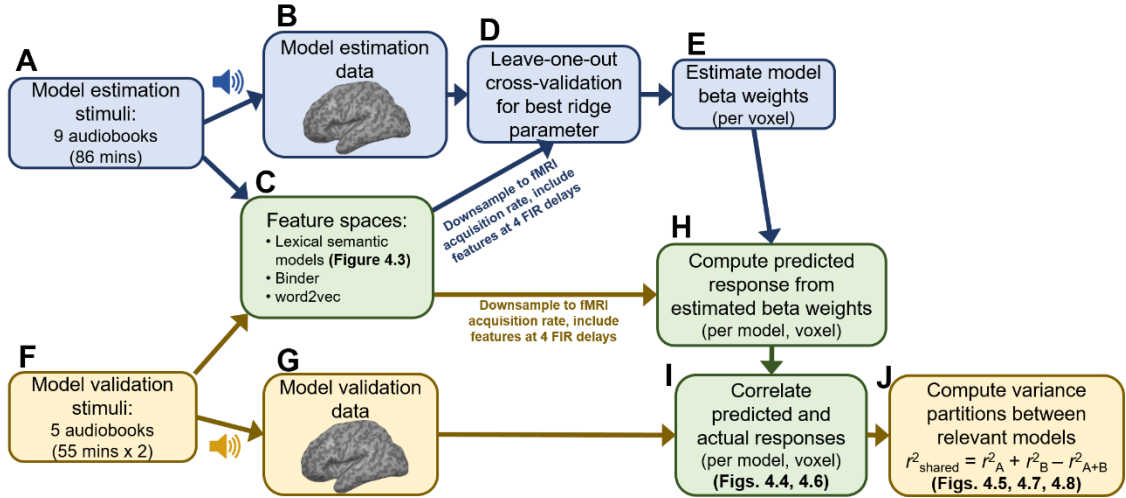 A
Model estimation
stimuli:
9 audiobooks
(86 mins)
B
Model estimation
data
D
Leave-one-out
cross-validation
for best ridge
parameter
E
Estimate model
beta weights
(per voxel)
C
Feature spaces:
• Lexical semantic
models (Figure 4.3)
• Binder
• word2vec
Downsample to fMRI
acquisition rate, include
features at 4 FIR delays
H
Compute predicted
response from
estimated beta weights
(per model, voxel)
Downsample to fMRI
acquisition rate, include
features at 4 FIR delays
F
Model validation
stimuli:
5 audiobooks
(55 mins x 2)
G
Model validation
data
I
Correlate
predicted and
actual responses
(per model, voxel)
(Figs. 4.4, 4.6)
J
Compute variance
partitions between
relevant models
r²shared = r²A + r²B – r²A+B
(Figs. 4.5, 4.7, 4.8)